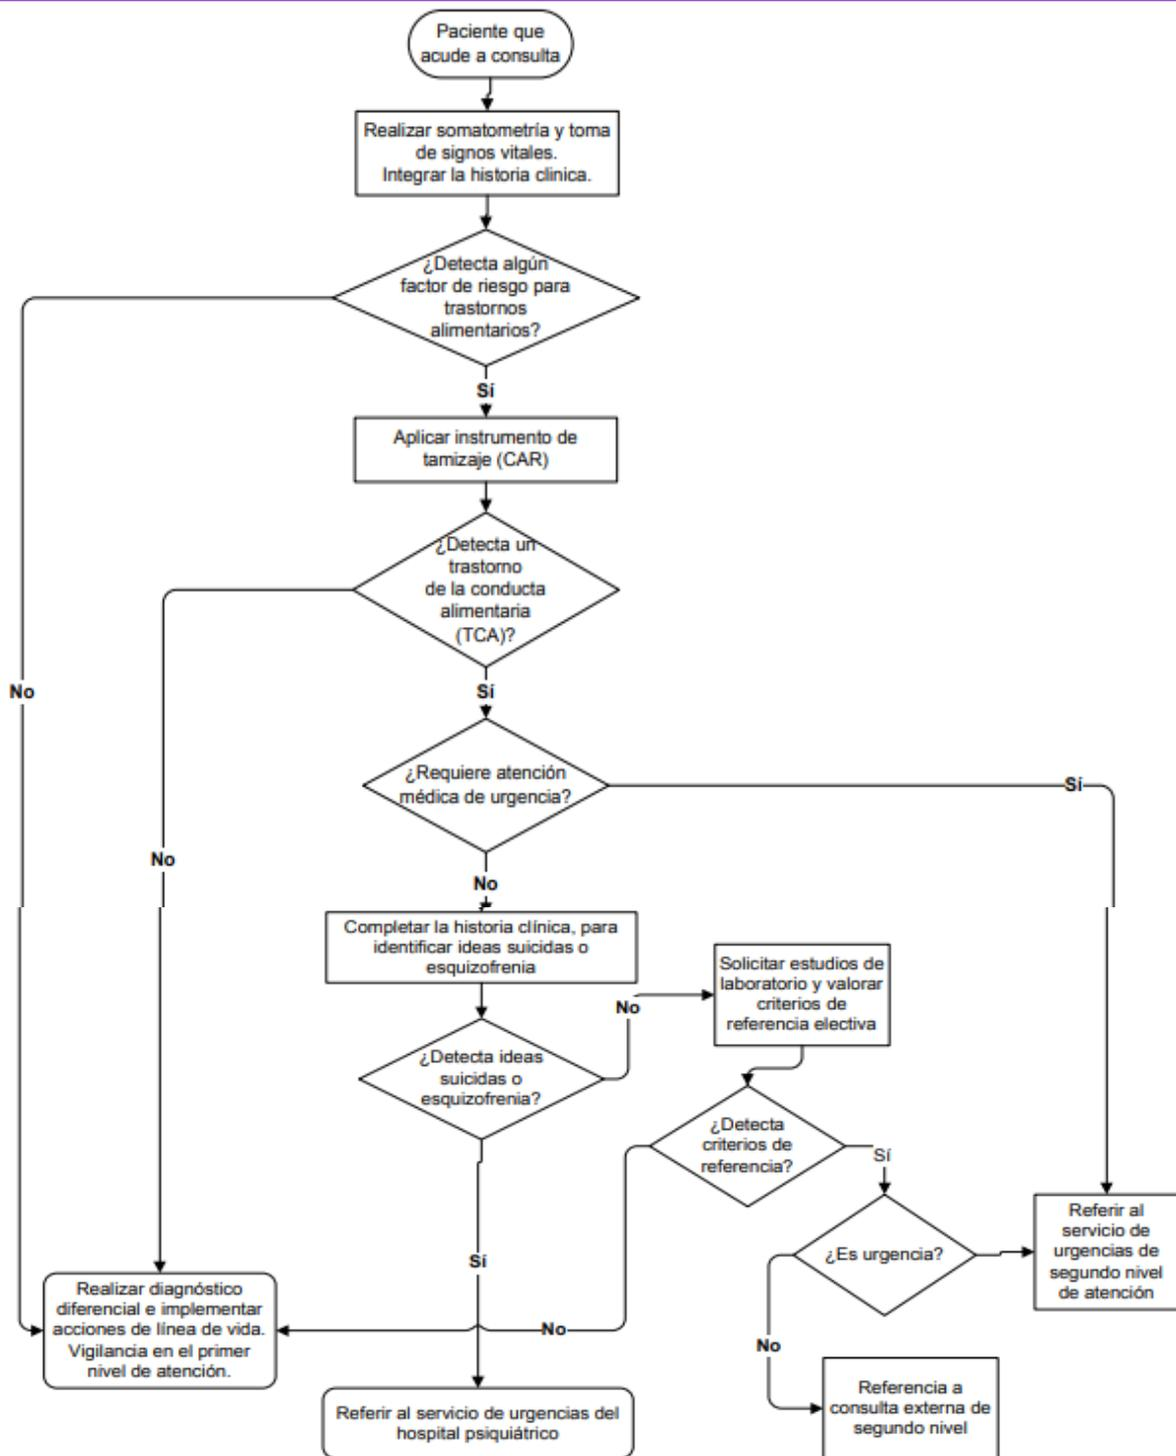 Paciente que
acude a consulta
Realizar somatometría y toma
de signos vitales.
Integrar la historia clinica.
¿Detecta algún
factor de riesgo para
trastornos
alimentarios?
Sí
Aplicar instrumento de
tamizaje (CAR)
¿Detecta un
trastorno
de la conducta
alimentaria
(TCA)?
No
Sí
¿Requiere atención
médica de urgencia?
Sí
No
No
Completar la historia clínica, para
identificar ideas suicidas o
esquizofrenia
Solicitar estudios de
laboratorio y valorar
criterios de
referencia electiva
No
¿Detecta ideas
suicidas o
esquizofrenia?
¿Detecta
criterios de
referencia?
Sí
Referir al
servicio de
urgencias de
segundo nivel
de atención
¿Es urgencia?
Sí
Realizar diagnóstico
diferencial e implementar
acciones de línea de vida.
Vigilancia en el primer
nivel de atención.
No
No
Referencia a
consulta externa de
segundo nivel
Referir al servicio de urgencias del
hospital psiquiátrico